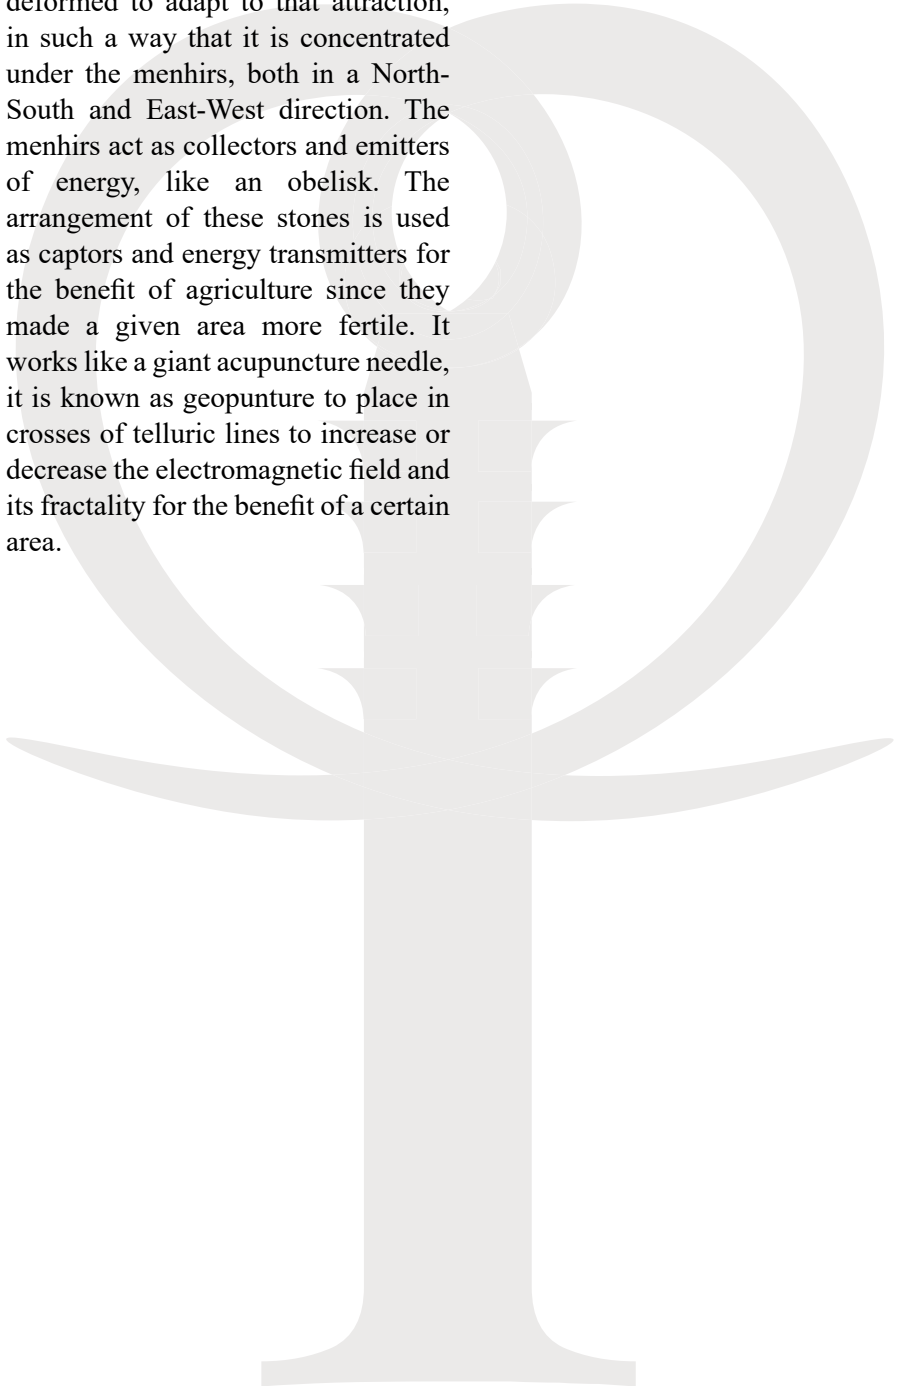 deformed to adapt to that attraction,
in such a way that it is concentrated
under the menhirs, both in a North-
South and East-West direction. The
menhirs act as collectors and emitters
of energy, like an obelisk. The
arrangement of these stones is used
as captors and energy transmitters for
the benefit of agriculture since they
made a given area more fertile. It
works like a giant acupuncture needle,
it is known as geopunture to place in
crosses of telluric lines to increase or
decrease the electromagnetic field and
its fractality for the benefit of a certain
area.